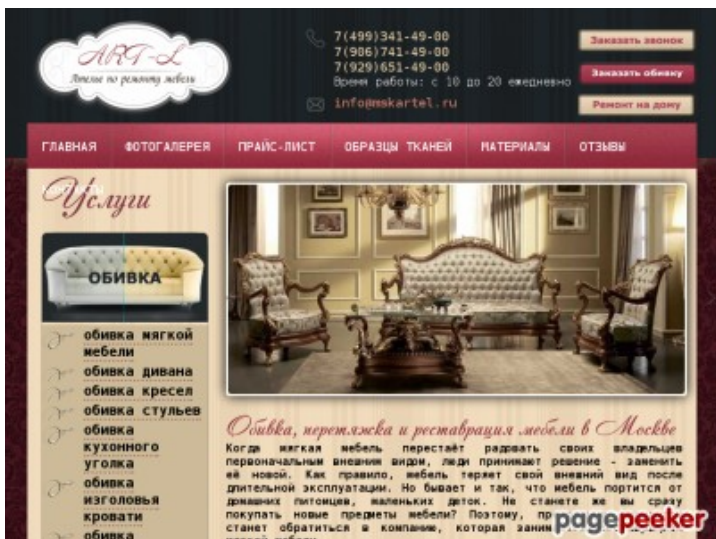 ART-L
Ателье по ремонту мебели
7(499)341-49-00
7(906)741-49-00
7(929)651-49-00
Время работы: с 10 до 20 ежедневно
info@mskartel.ru
Заказать звонок
Заказать обивку
Ремонт на дому
ГЛАВНАЯ ФОТОГАЛЕРЕЯ ПРАЙС-ЛИСТ ОБРАЗЦЫ ТКАНЕЙ МАТЕРИАЛЫ ОТЗЫВЫ
КОНТАКТЫ
Услуги
ОБИВКА
обивка мягкой
мебели
обивка дивана
обивка кресел
обивка стульев
обивка
кухонного
уголка
обивка
изголовья
кровати
обивка
Обивка, перетяжка и реставрация мебели в Москве
Когда мягкая мебель перестаёт радовать своих владельцев
первоначальным внешним видом, люди принимают решение - заменить
её новой. Как правило, мебель теряет свой внешний вид после
длительной эксплуатации. Но бывает и так, что мебель портится от
домашних питомцев, маленьких деток. Не станете же вы сразу
покупать новые предметы мебели? Поэтому,
станет обратиться в компанию, которая
pagepeeker